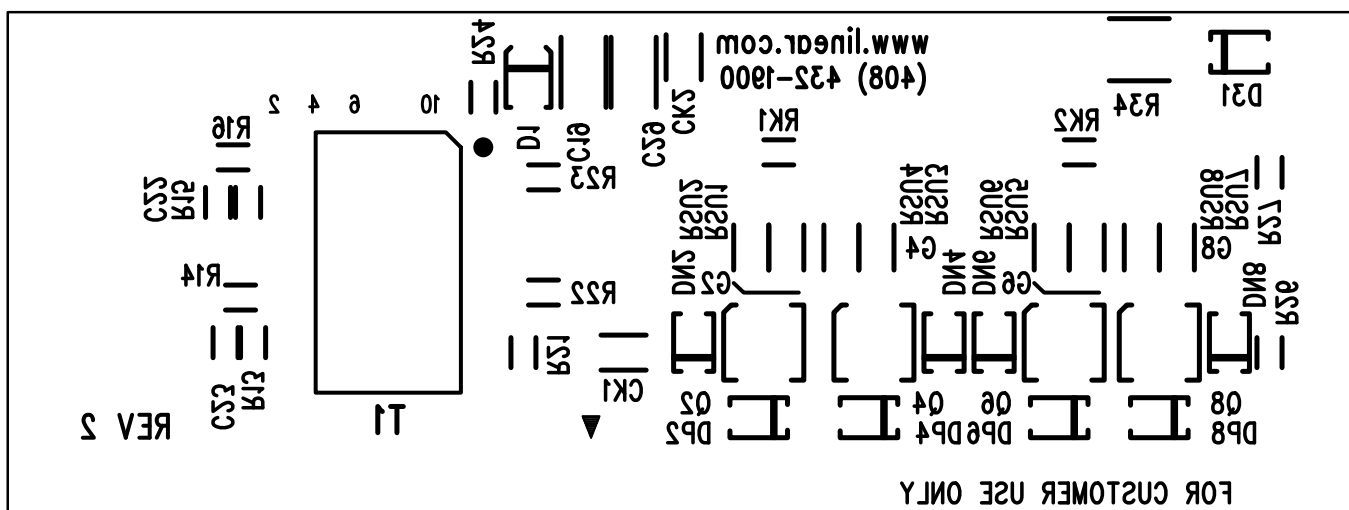 R24
www.linear.com
(408) 432-1900
2 4 6 10
R16
D1
C19
C29
CK2
RK1
RK2
R34
D31
R23
C22
R15
RSU2
RSU1
RSU4
RSU3
RSU6
RSU5
RSU8
RSU7
R27
G4
G8
R14
R22
DN2
G2
DN4
DN6
G6
DN8
R26
R21
C23
R13
CK1
T1
REV 2
Q2
DP2
Q4
DP4
Q6
DP6
Q8
DP8
FOR CUSTOMER USE ONLY